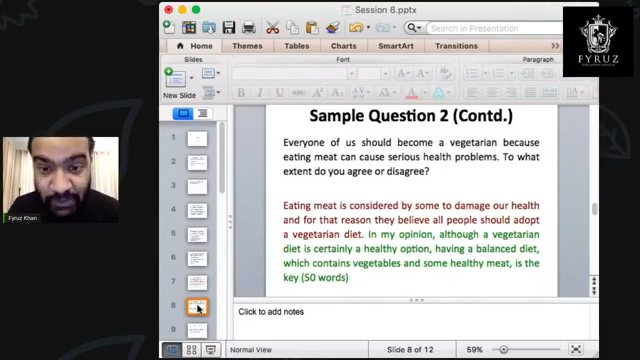 Session 6.pptx
Search in Presentation
FYRUZ
Home Themes Tables Charts SmartArt Transitions
Slides Font Paragraph
New Slide
1
2
3
4
5
6
7
8
9
Sample Question 2 (Contd.)
Everyone of us should become a vegetarian because
eating meat can cause serious health problems. To what
extent do you agree or disagree?
Eating meat is considered by some to damage our health
and for that reason they believe all people should adopt
a vegetarian diet. In my opinion, although a vegetarian
diet is certainly a healthy option, having a balanced diet,
which contains vegetables and some healthy meat, is the
key (50 words)
Fyruz Khan
Click to add notes
Normal View Slide 8 of 12 59%